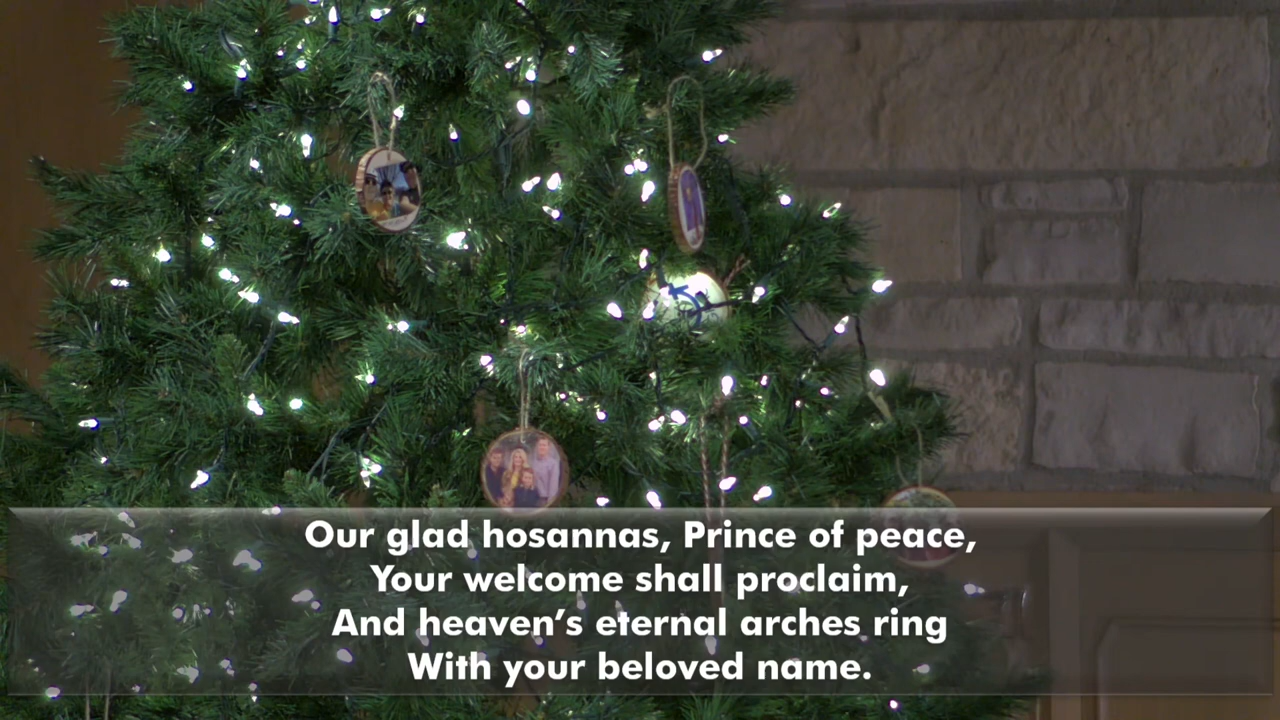 Our glad hosannas, Prince of peace,
Your welcome shall proclaim,
And heaven's eternal arches ring
With your beloved name.